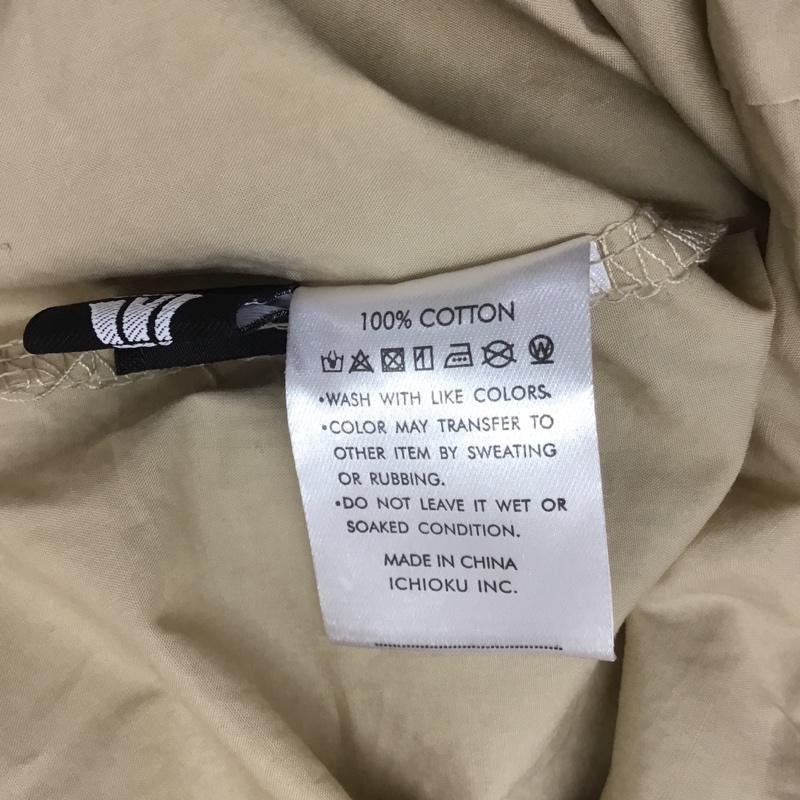 100% COTTON
W
•WASH WITH LIKE COLORS.
•COLOR MAY TRANSFER TO
OTHER ITEM BY SWEATING
OR RUBBING.
•DO NOT LEAVE IT WET OR
SOAKED CONDITION.
MADE IN CHINA
ICHIOKU INC.